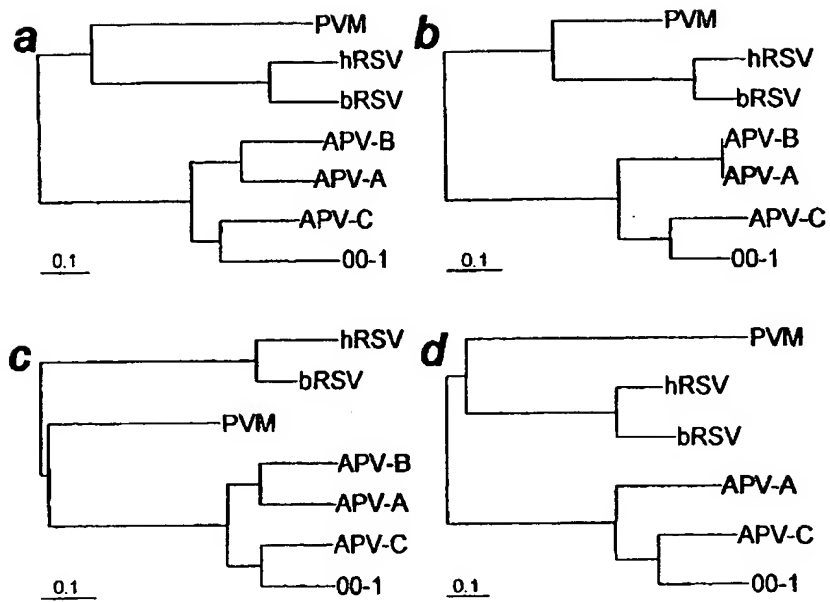 a
PVM
hRSV
bRSV
APV-B
APV-A
APV-C
00-1
0.1
b
PVM
hRSV
bRSV
APV-B
APV-A
APV-C
00-1
0.1
c
hRSV
bRSV
PVM
APV-B
APV-A
APV-C
00-1
0.1
d
PVM
hRSV
bRSV
APV-A
APV-C
00-1
0.1